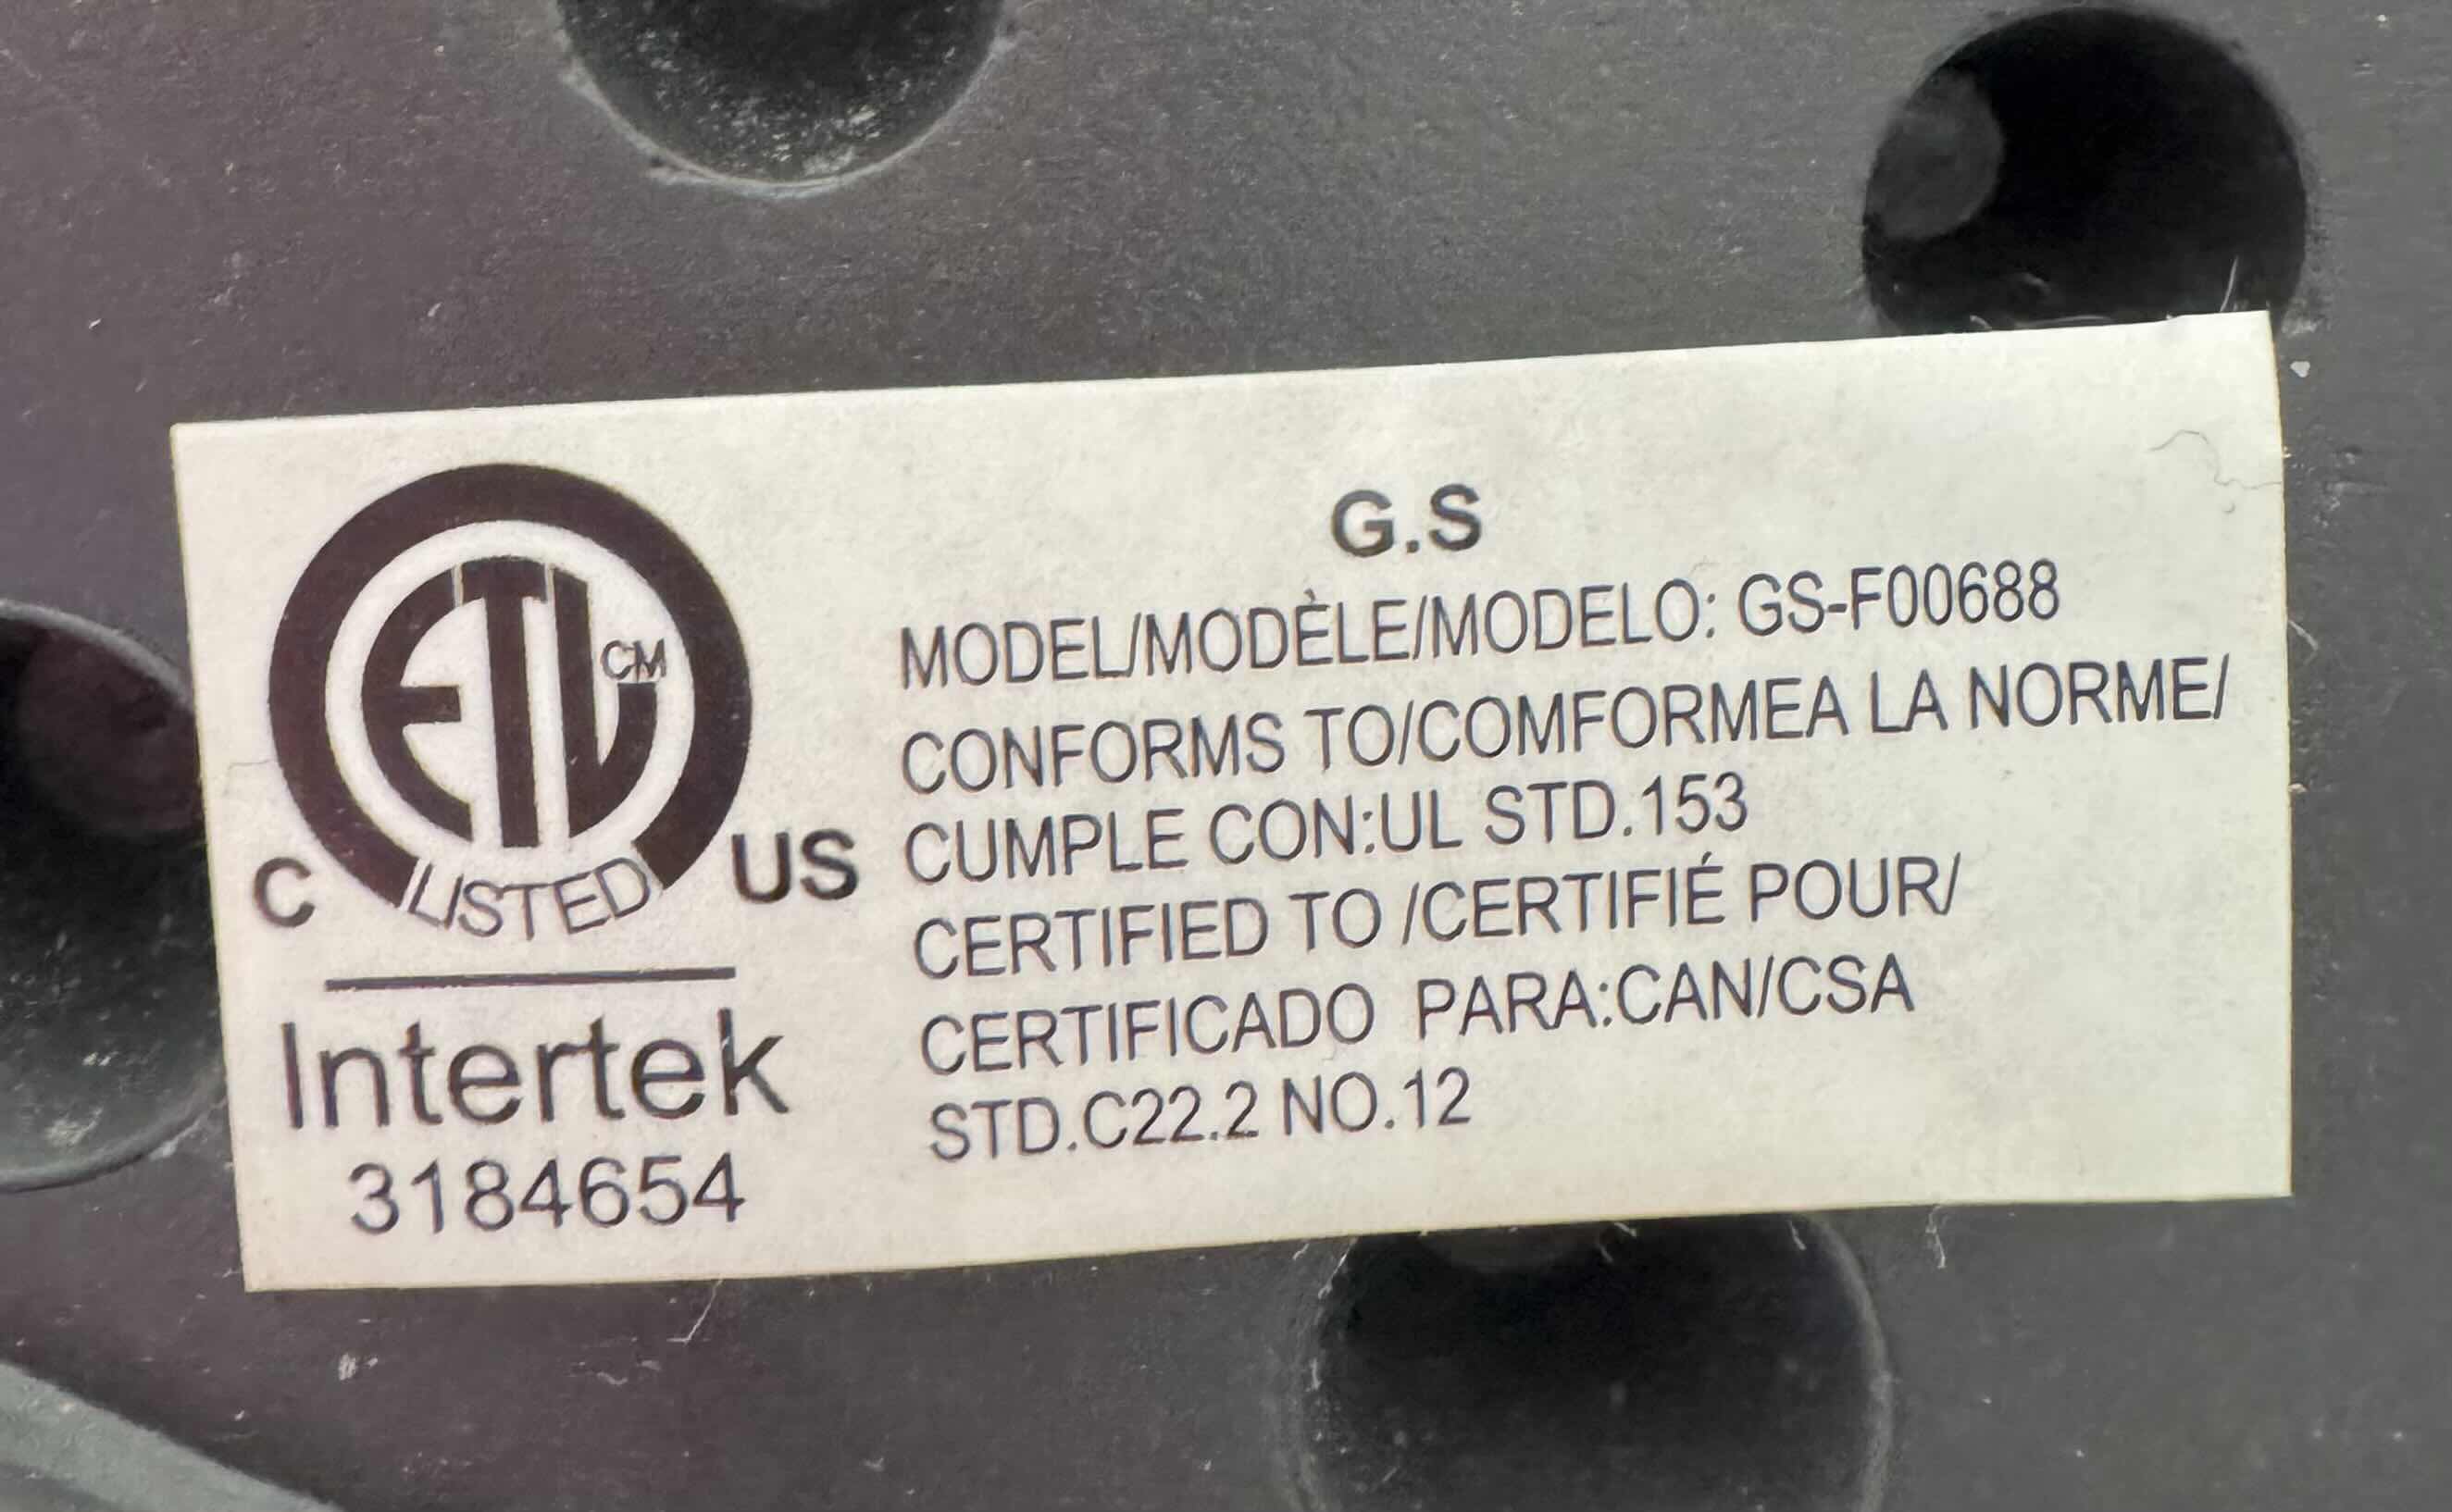 ETL CM
LISTED
C US
Intertek
3184654
G.S
MODEL/MODÈLE/MODELO: GS-F00688
CONFORMS TO/COMFORMEA LA NORME/
CUMPLE CON:UL STD.153
CERTIFIED TO /CERTIFIÉ POUR/
CERTIFICADO PARA:CAN/CSA
STD.C22.2 NO.12